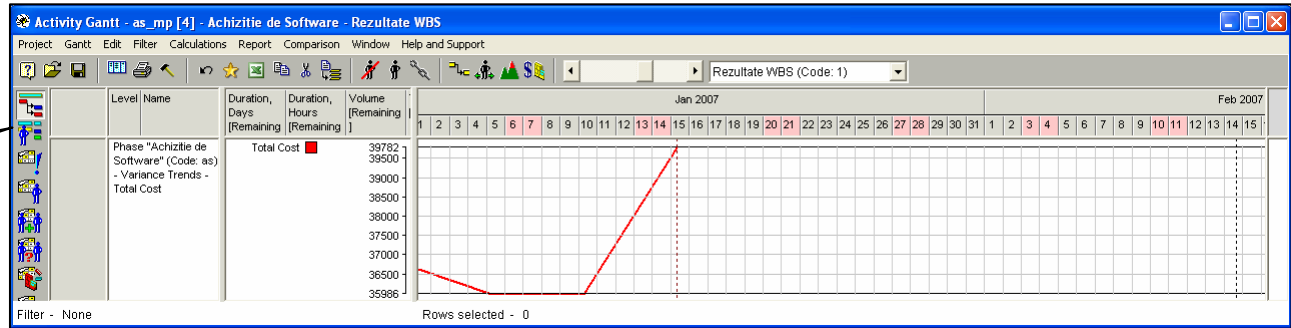 Activity Gantt - as_mp [4] - Achizitie de Software - Rezultate WBS
Project Gantt Edit Filter Calculations Report Comparison Window Help and Support
Rezultate WBS (Code: 1)
Level Name Duration, Days [Remaining Duration, Hours [Remaining Volume [Remaining ]
Jan 2007 Feb 2007
1 2 3 4 5 6 7 8 9 10 11 12 13 14 15 16 17 18 19 20 21 22 23 24 25 26 27 28 29 30 31 1 2 3 4 5 6 7 8 9 10 11 12 13 14 15
Phase "Achizitie de
Software" (Code: as)
- Variance Trends -
Total Cost
Total Cost
39782
39500
39000
38500
38000
37500
37000
36500
35986
Filter - None Rows selected - 0